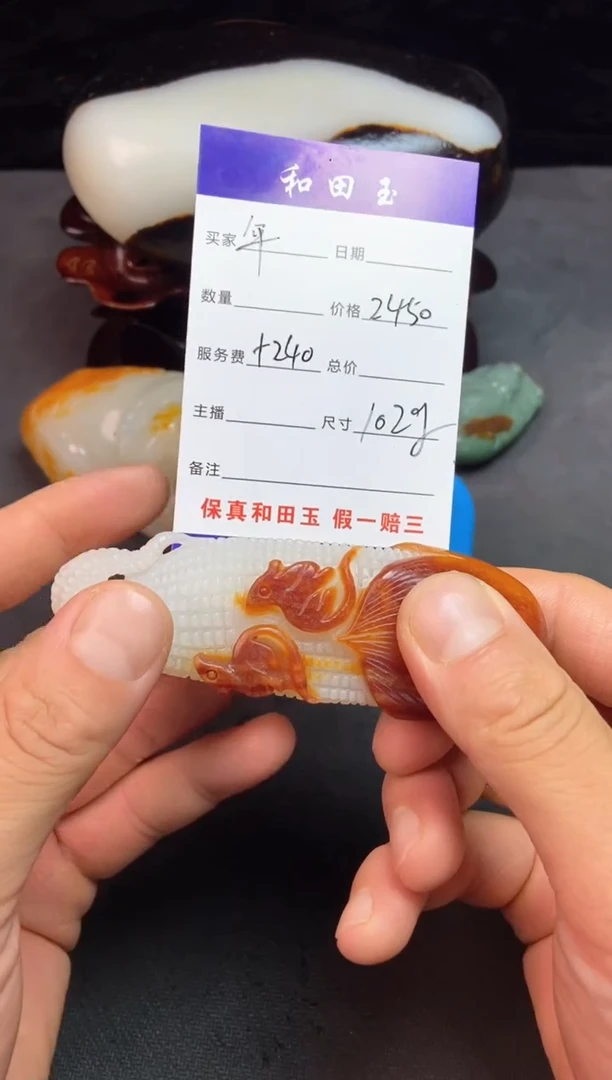 和田玉
买家 年 日期
数量 价格 2450
服务费 +240 总价
主播 尺寸 102g
备注
保真和田玉 假一赔三